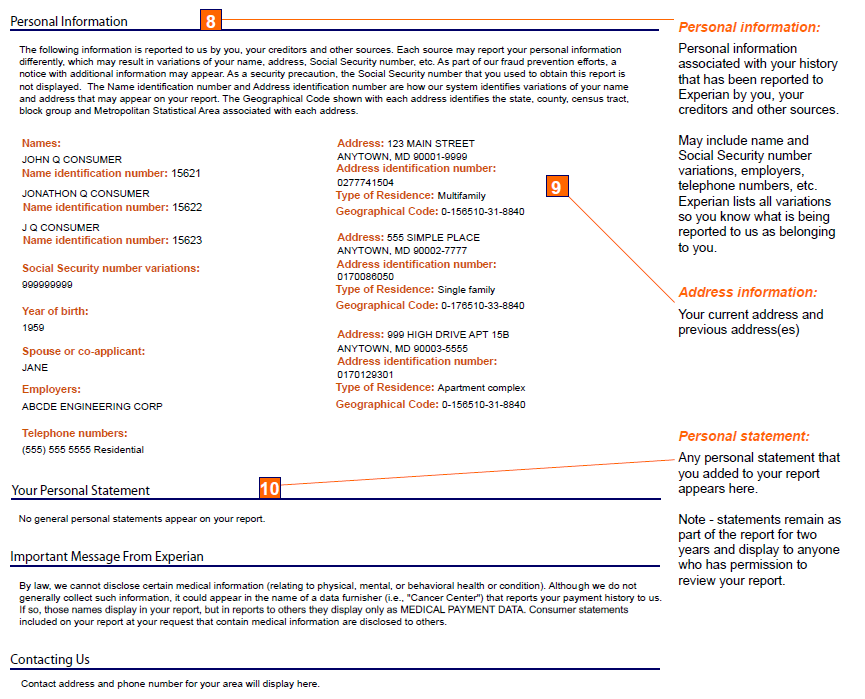 Personal Information
8
The following information is reported to us by you, your creditors and other sources. Each source may report your personal information
differently, which may result in variations of your name, address, Social Security number, etc. As part of our fraud prevention efforts, a
notice with additional information may appear. As a security precaution, the Social Security number that you used to obtain this report is
not displayed. The Name identification number and Address identification number are how our system identifies variations of your name
and address that may appear on your report. The Geographical Code shown with each address identifies the state, county, census tract,
block group and Metropolitan Statistical Area associated with each address.
Names:
JOHN Q CONSUMER
Name identification number: 15621
JONATHON Q CONSUMER
Name identification number: 15622
J Q CONSUMER
Name identification number: 15623
Social Security number variations:
999999999
Year of birth:
1959
Spouse or co-applicant:
JANE
Employers:
ABCDE ENGINEERING CORP
Telephone numbers:
(555) 555 5555 Residential
Address: 123 MAIN STREET
ANYTOWN, MD 90001-9999
Address identification number:
0277741504
Type of Residence: Multifamily
Geographical Code: 0-156510-31-8840
Address: 555 SIMPLE PLACE
ANYTOWN, MD 90002-7777
Address identification number:
0170086050
Type of Residence: Single family
Geographical Code: 0-176510-33-8840
Address: 999 HIGH DRIVE APT 15B
ANYTOWN, MD 90003-5555
Address identification number:
0170129301
Type of Residence: Apartment complex
Geographical Code: 0-156510-31-8840
9
Your Personal Statement
10
No general personal statements appear on your report.
Important Message From Experian
By law, we cannot disclose certain medical information (relating to physical, mental, or behavioral health or condition). Although we do not
generally collect such information, it could appear in the name of a data furnisher (i.e., "Cancer Center") that reports your payment history to us.
If so, those names display in your report, but in reports to others they display only as MEDICAL PAYMENT DATA. Consumer statements
included on your report at your request that contain medical information are disclosed to others.
Contacting Us
Contact address and phone number for your area will display here.
Personal information:
Personal information
associated with your history
that has been reported to
Experian by you, your
creditors and other sources.
May include name and
Social Security number
variations, employers,
telephone numbers, etc.
Experian lists all variations
so you know what is being
reported to us as belonging
to you.
Address information:
Your current address and
previous address(es)
Personal statement:
Any personal statement that
you added to your report
appears here.
Note - statements remain as
part of the report for two
years and display to anyone
who has permission to
review your report.